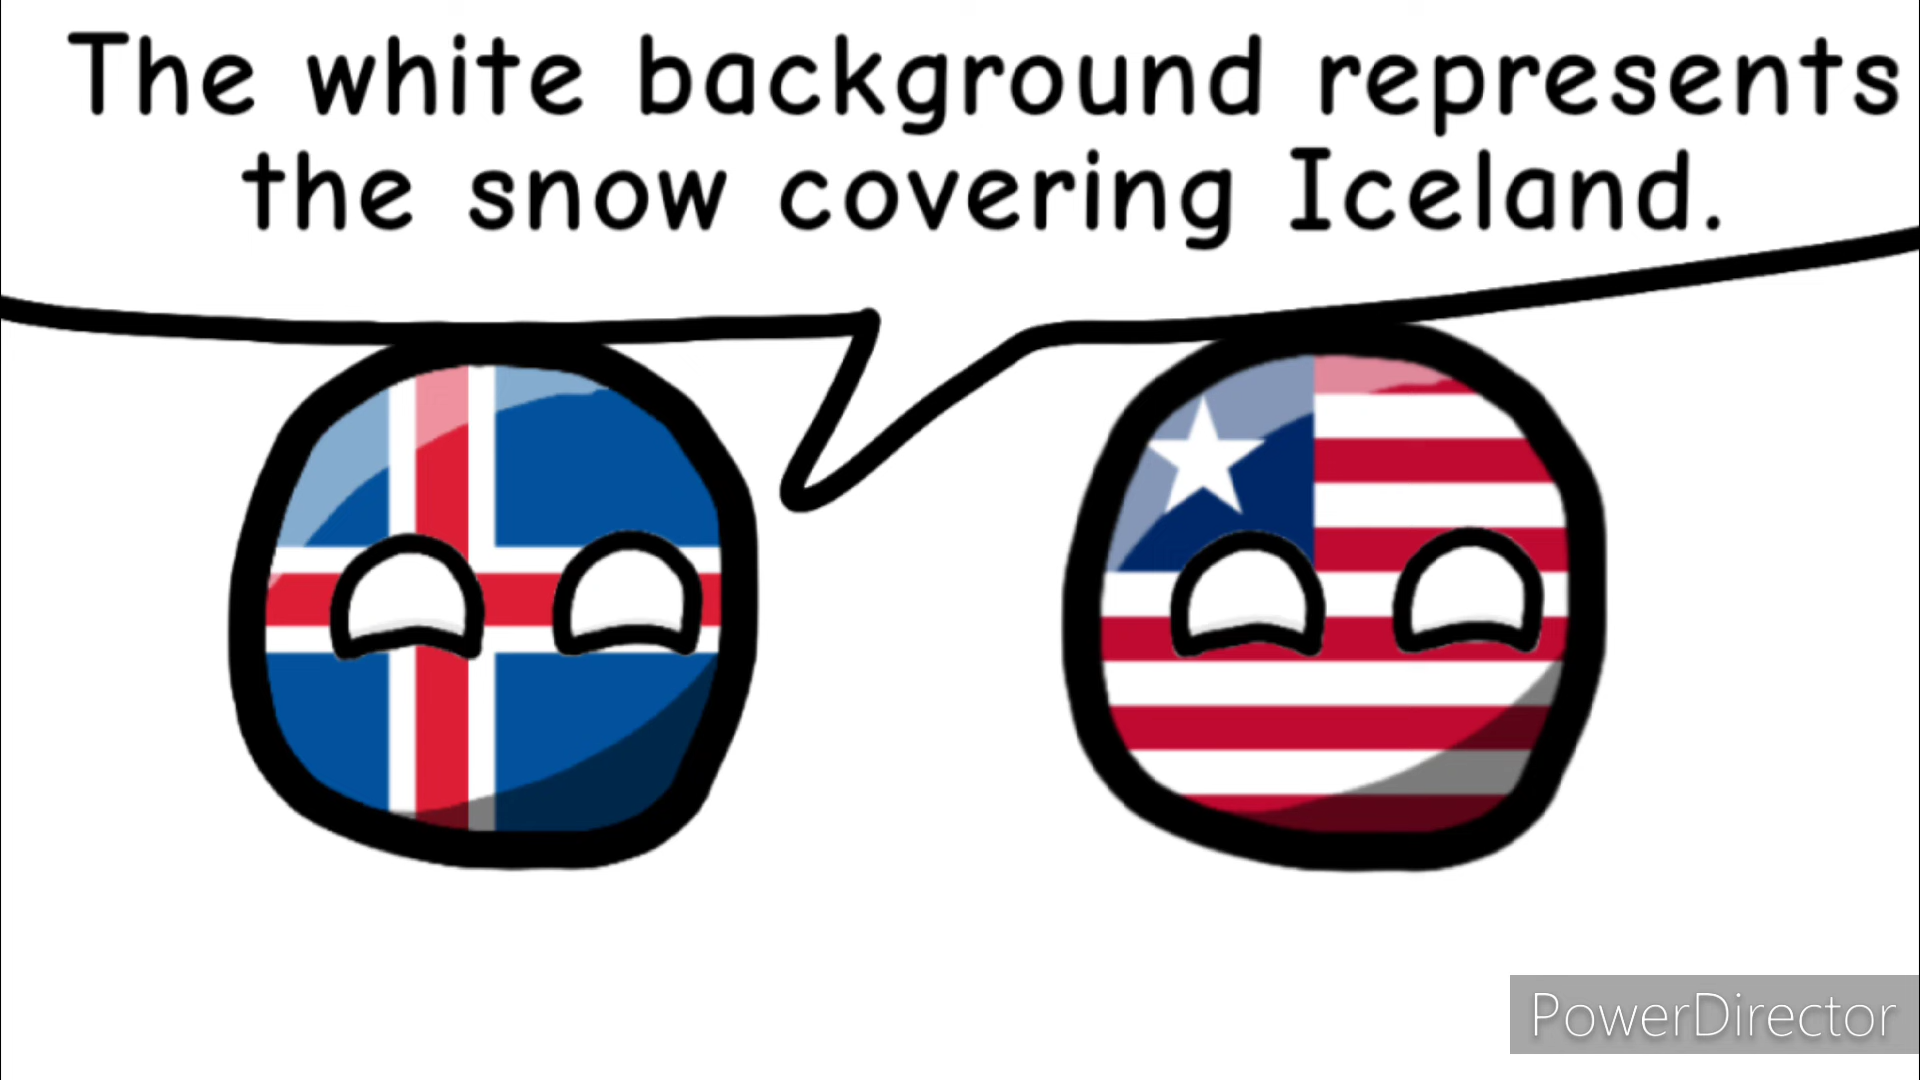 The white background represents
the snow covering Iceland.
PowerDirector